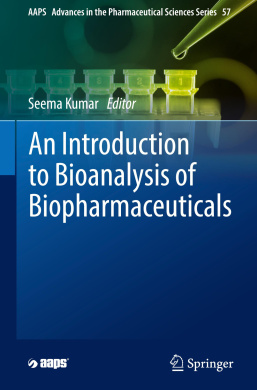 AAPS Advances in the Pharmaceutical Sciences Series 57
Seema Kumar Editor
An Introduction
to Bioanalysis of
Biopharmaceuticals
aaps
Springer